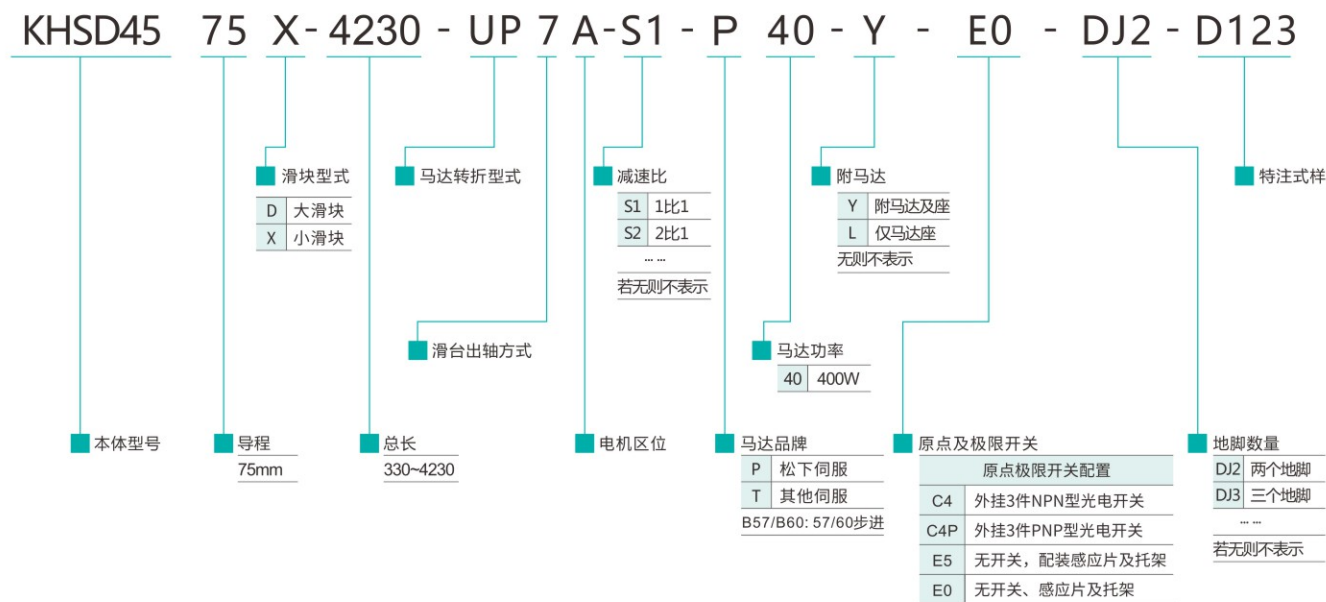 KHSD45 75 X-4230-UP7A-S1-P40-Y-E0-DJ2-D123
滑块型式
D 大滑块
X 小滑块
马达转折型式
减速比
S1 1比1
S2 2比1
... ...
若无则不表示
附马达
Y 附马达及座
L 仅马达座
无则不表示
特注式样
滑台出轴方式
马达功率
40 400W
本体型号
导程
75mm
总长
330~4230
电机区位
马达品牌
P 松下伺服
T 其他伺服
B57/B60: 57/60步进
原点及极限开关
原点极限开关配置
C4 外挂3件NPN型光电开关
C4P 外挂3件PNP型光电开关
E5 无开关，配装感应片及托架
E0 无开关、感应片及托架
地脚数量
DJ2 两个地脚
DJ3 三个地脚
... ...
若无则不表示